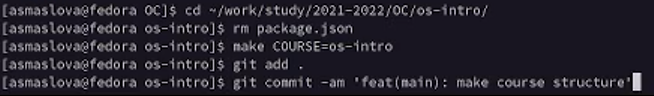 [asmaslova@fedora OC]$ cd ~/work/study/2021-2022/OC/os-intro/
[asmaslova@fedora os-intro]$ rm package.json
[asmaslova@fedora os-intro]$ make COURSE=os-intro
[asmaslova@fedora os-intro]$ git add .
[asmaslova@fedora os-intro]$ git commit -am 'feat(main): make course structure'